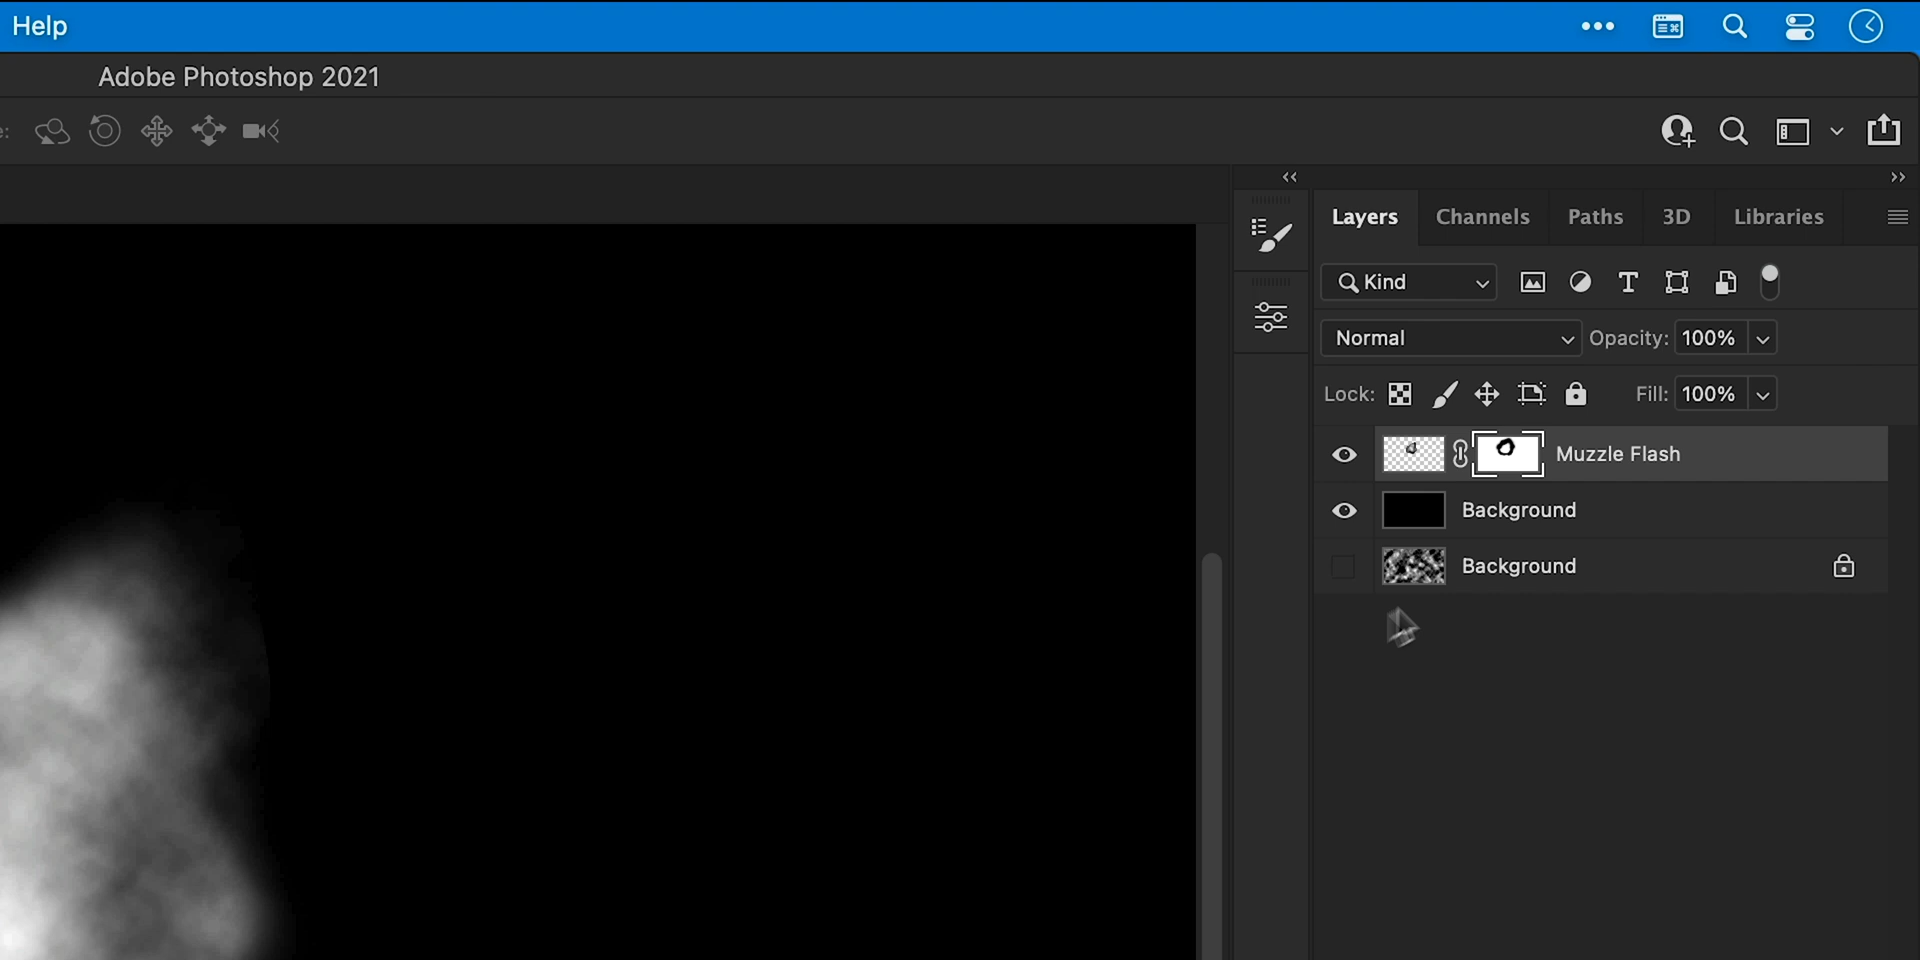 Help
Adobe Photoshop 2021
e:
Layers Channels Paths 3D Libraries
Kind
Normal Opacity: 100%
Lock: Fill: 100%
Muzzle Flash
Background
Background